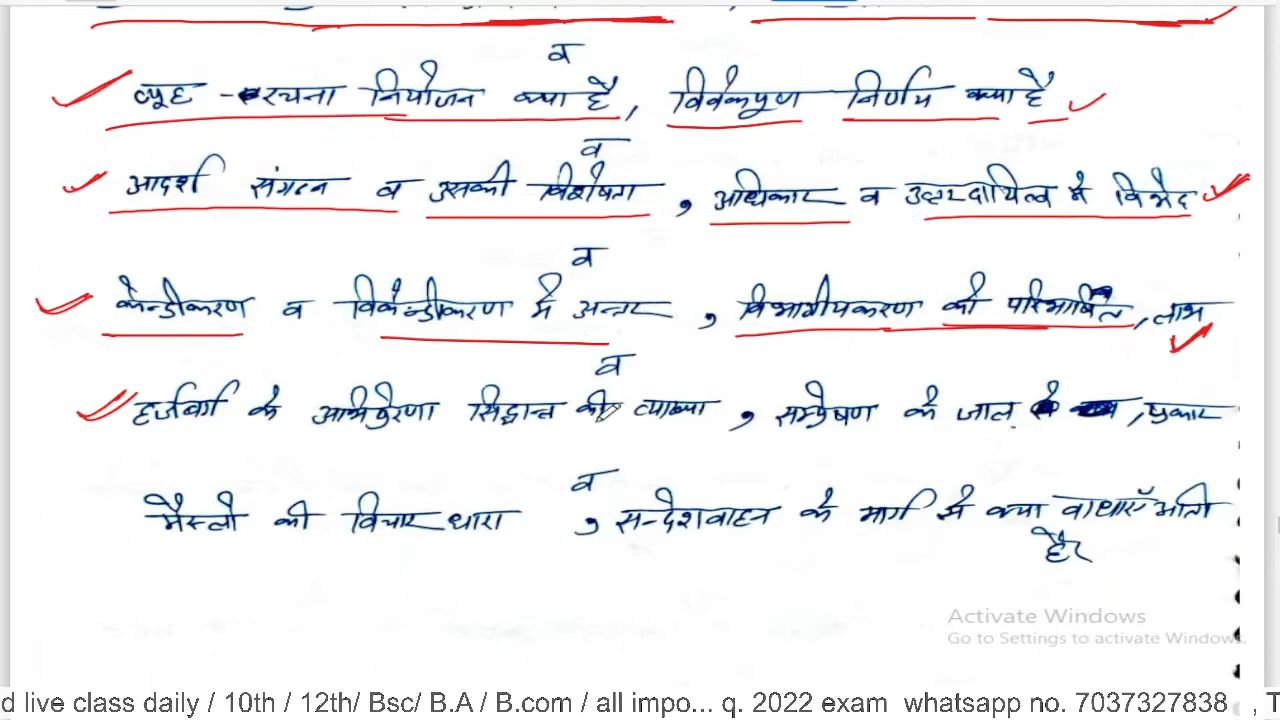 व
व्यूह - रचना नियोजन क्या है, विवेकपूण निर्णय क्या है
व
आदर्श संगठन व उसकी विशेषता, अधिकार व उत्तरदायित्व में विभेद
व
केन्द्रीकरण व विकेन्द्रीकरण में अन्तर, विभागीयकरण को परिभाषित, लाभ
व
हर्जबर्ग के अभिप्रेरणा सिद्धान्त की व्याख्या, सम्प्रेषण के जाल, प्रकार
व
मैस्लो की विचारधारा, सन्देशवाहन के मार्ग में क्या बाधाएँ आती
है?
Activate Windows
Go to Settings to activate Windows.
d live class daily / 10th / 12th/ Bsc/ B.A / B.com / all impo... q. 2022 exam whatsapp no. 7037327838 , T